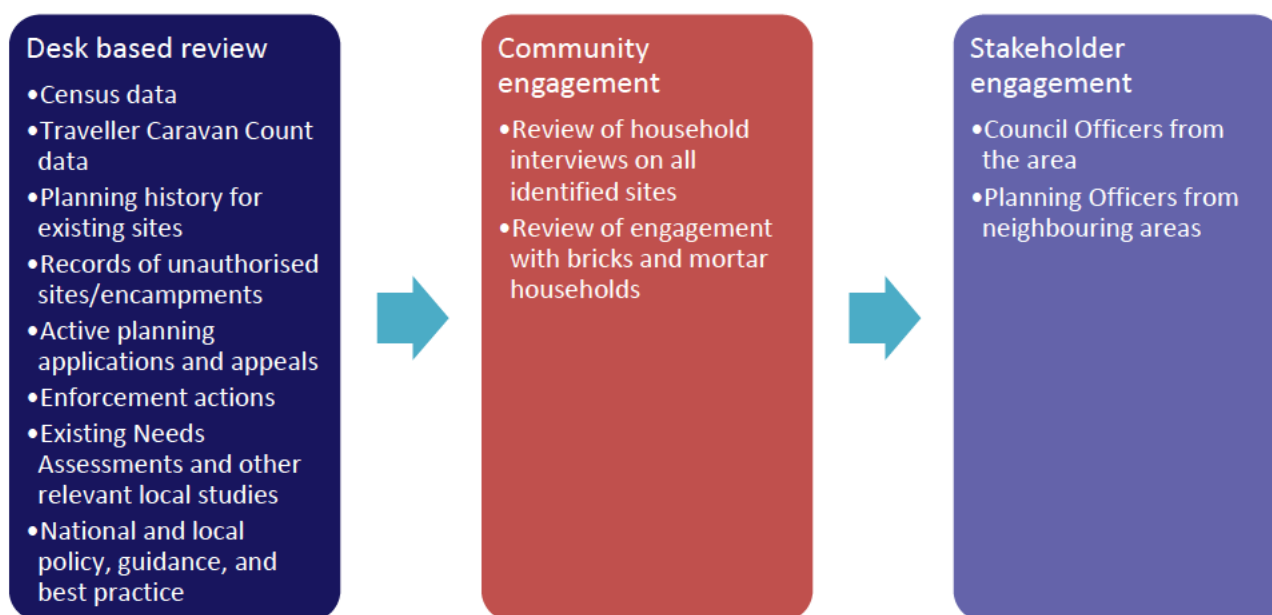 Desk based review
•Census data
•Traveller Caravan Count
data
•Planning history for
existing sites
•Records of unauthorised
sites/encampments
•Active planning
applications and appeals
•Enforcement actions
•Existing Needs
Assessments and other
relevant local studies
•National and local
policy, guidance, and
best practice
Community
engagement
•Review of household
interviews on all
identified sites
•Review of engagement
with bricks and mortar
households
Stakeholder
engagement
•Council Officers from
the area
•Planning Officers from
neighbouring areas